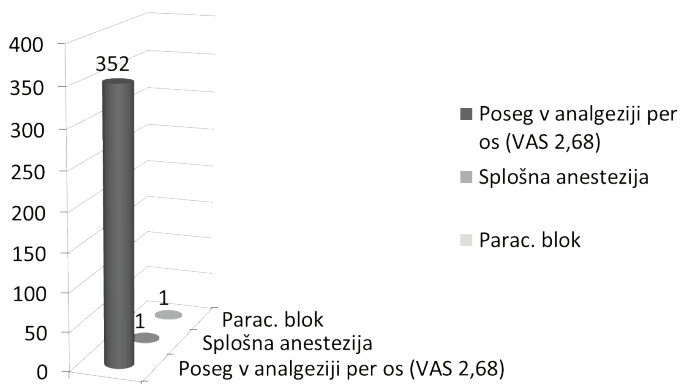 400
350
300
250
200
150
100
50
0
352
1
1
Parac. blok
Splošna anestezija
Poseg v analgeziji per os (VAS 2,68)
Poseg v analgeziji per
os (VAS 2,68)
Splošna anestezija
Parac. blok